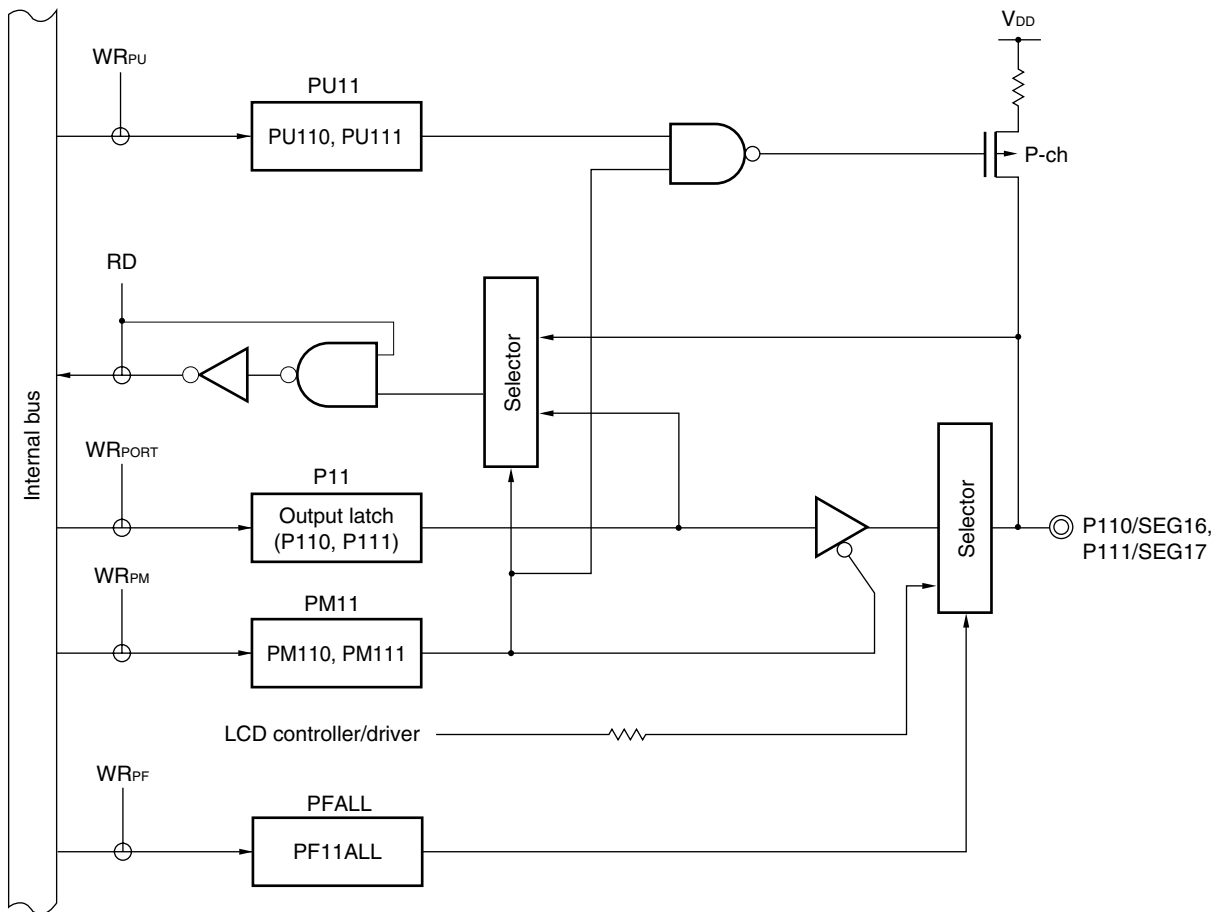 VDD
WRPU
PU11
PU110, PU111
P-ch
RD
Selector
Internal bus
WRPORT
P11
Output latch
(P110, P111)
Selector
P110/SEG16,
P111/SEG17
WRPM
PM11
PM110, PM111
LCD controller/driver
WRPF
PFALL
PF11ALL